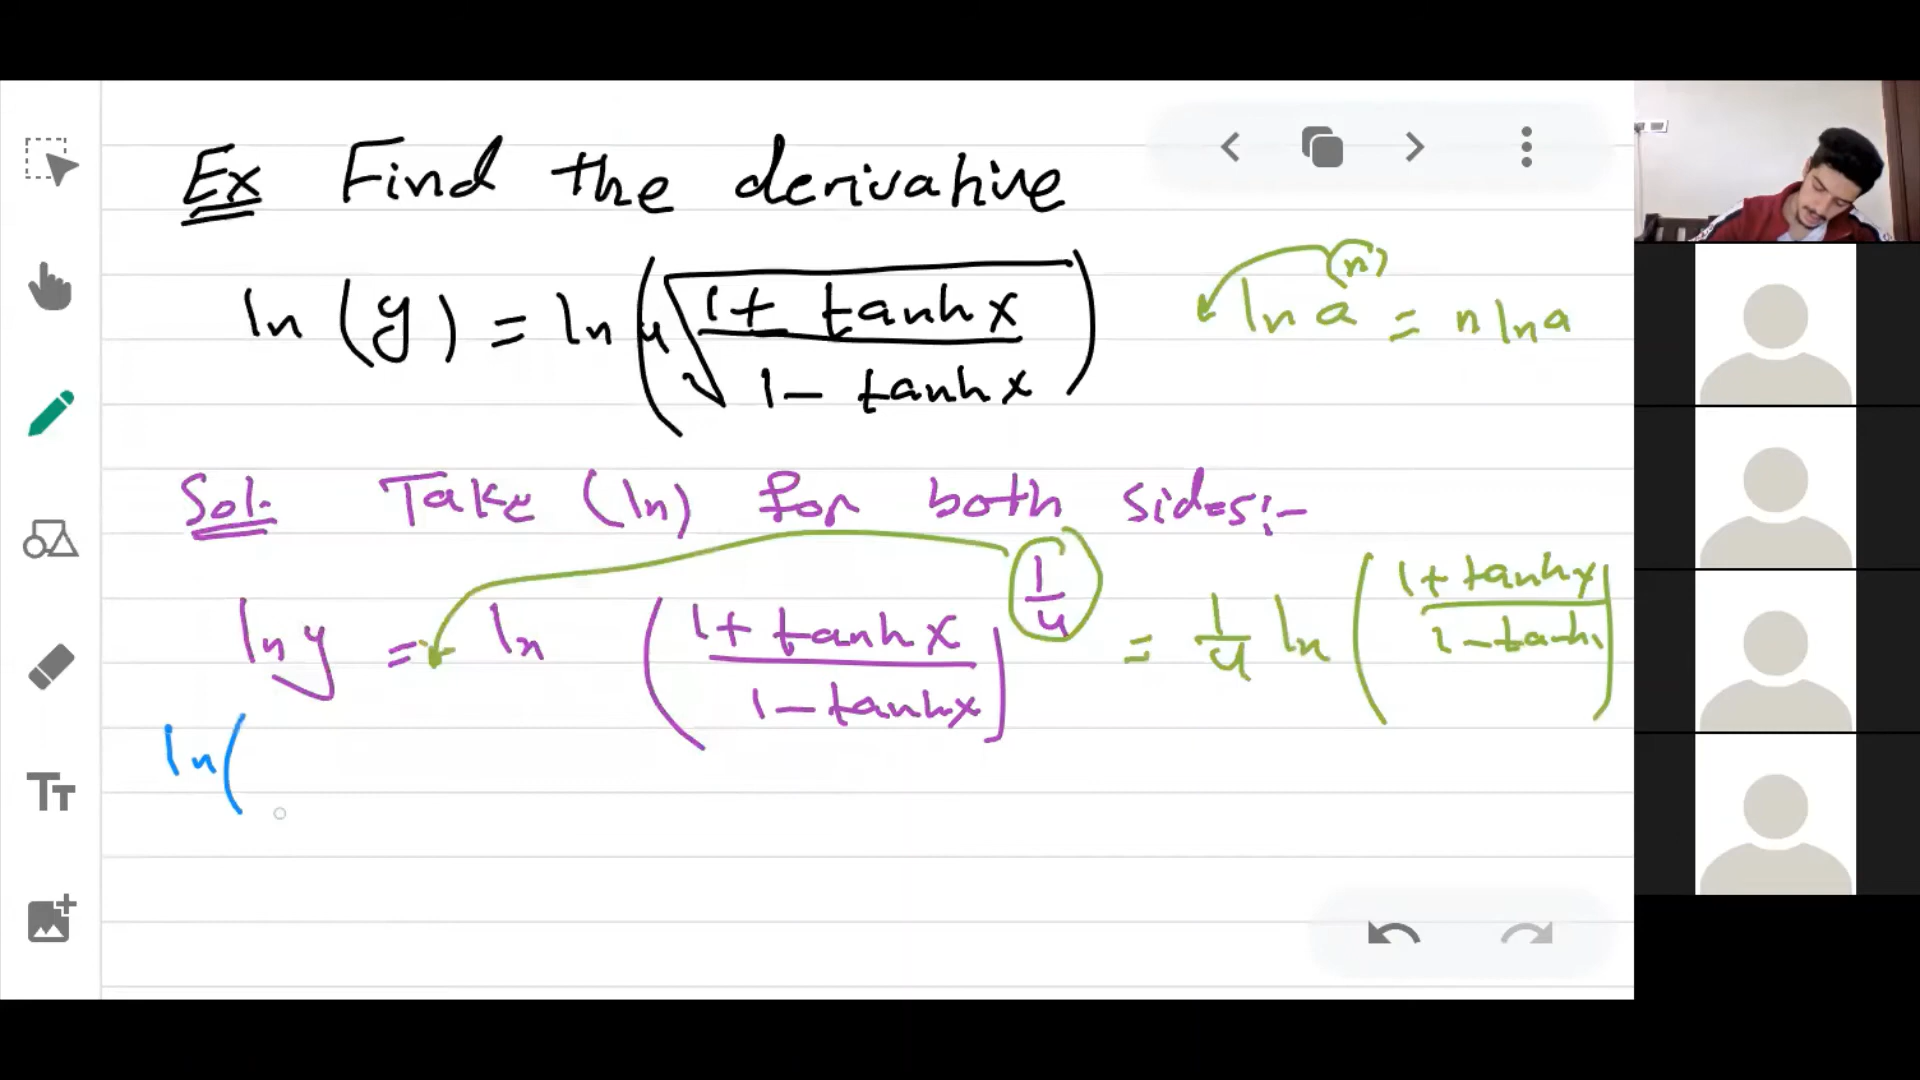 Ex Find the derivative
ln (y) = ln (4√((1 + tanh x)/(1 - tanh x)))
ln a^(n) = n ln a
Sol. Take (ln) for both sides:-
ln y = ln ((1 + tanh x)/(1 - tanh x))^(1/4) = 1/4 ln ((1 + tanh x)/(1 - tanh
ln(
TT